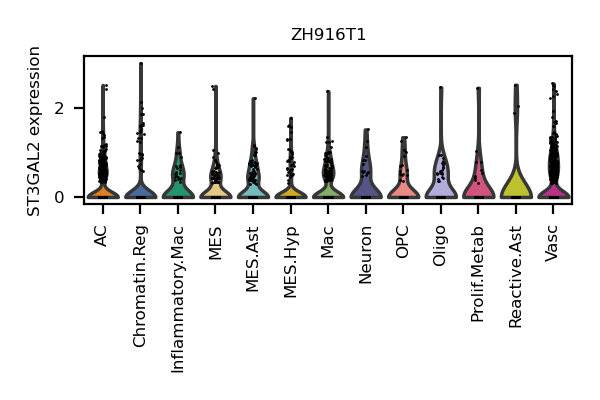 ZH916T1
ST3GAL2 expression
2
0
AC
Chromatin.Reg
Inflammatory.Mac
MES
MES.Ast
MES.Hyp
Mac
Neuron
OPC
Oligo
Prolif.Metab
Reactive.Ast
Vasc